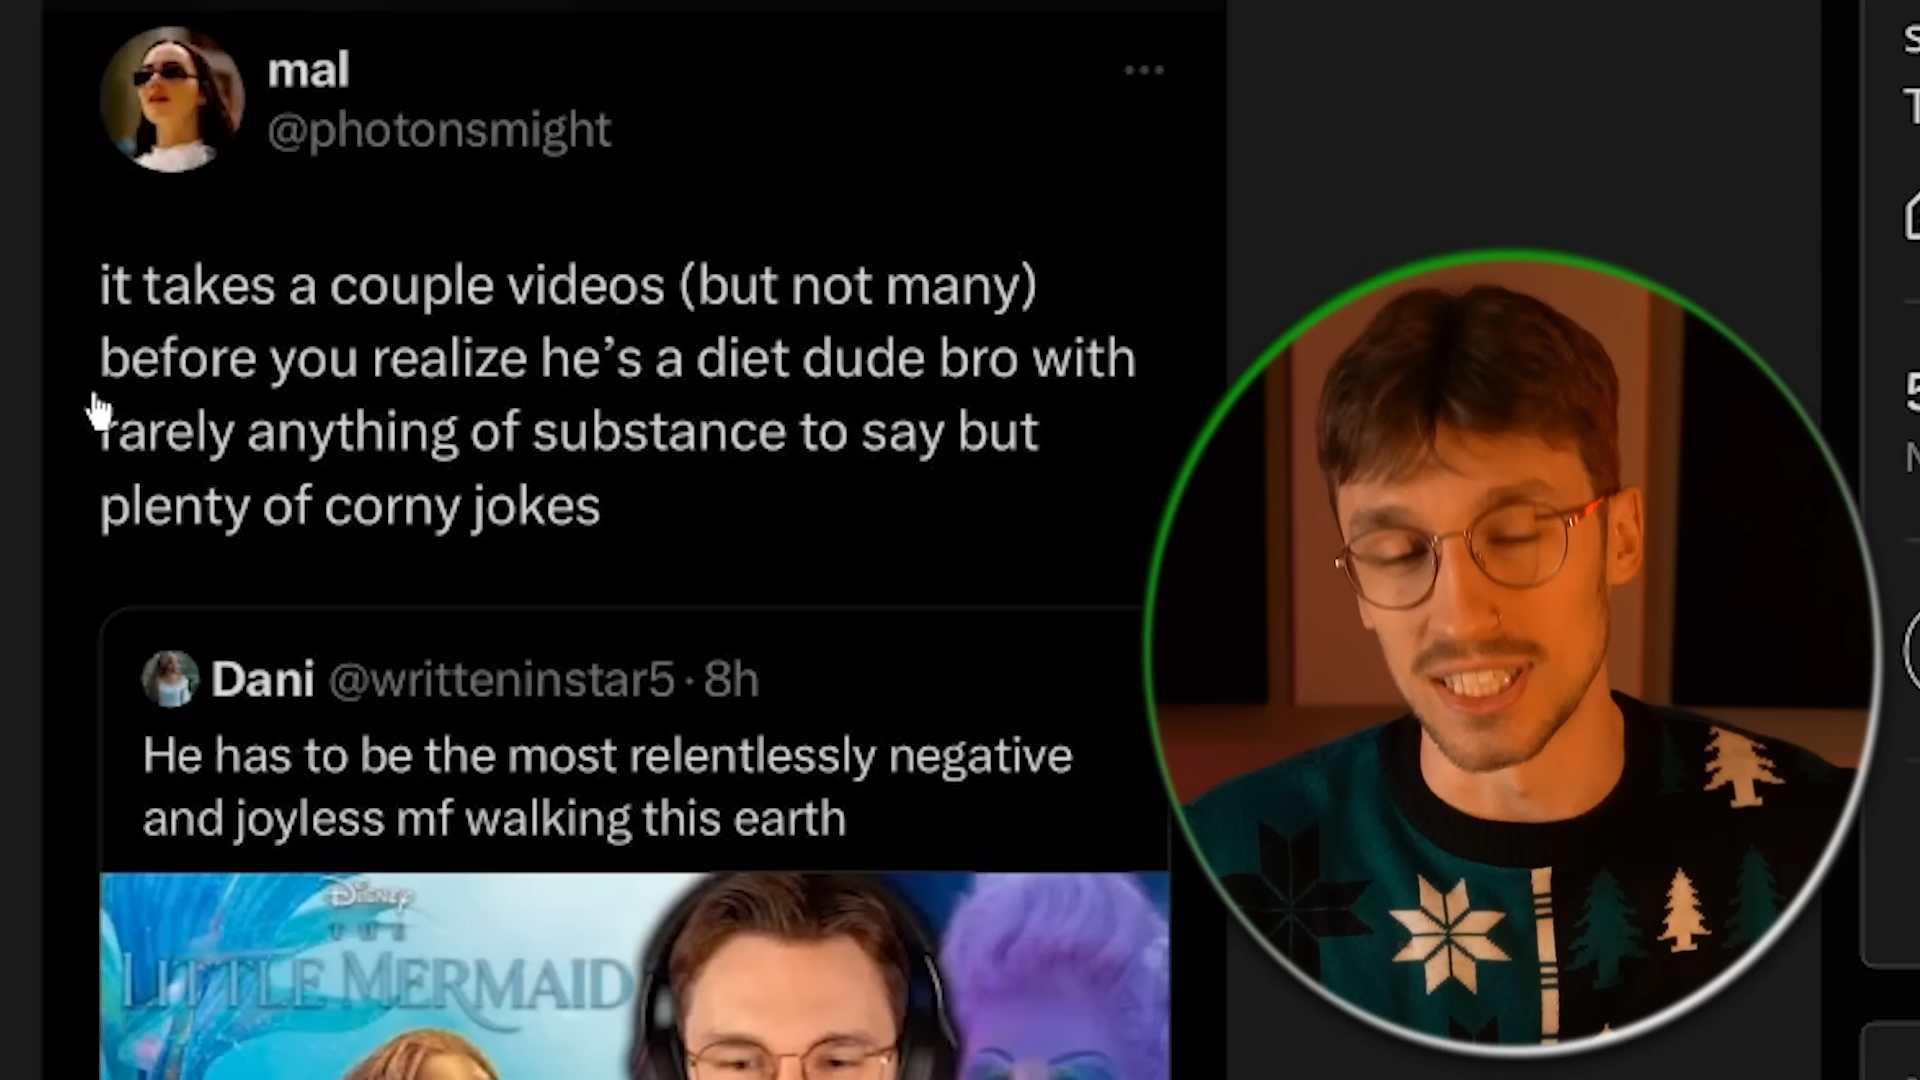 mal
@photonsmight
it takes a couple videos (but not many)
before you realize he's a diet dude bro with
rarely anything of substance to say but
plenty of corny jokes
Dani @writteninstar5 · 8h
He has to be the most relentlessly negative
and joyless mf walking this earth
Disney
THE
LITTLE MERMAID